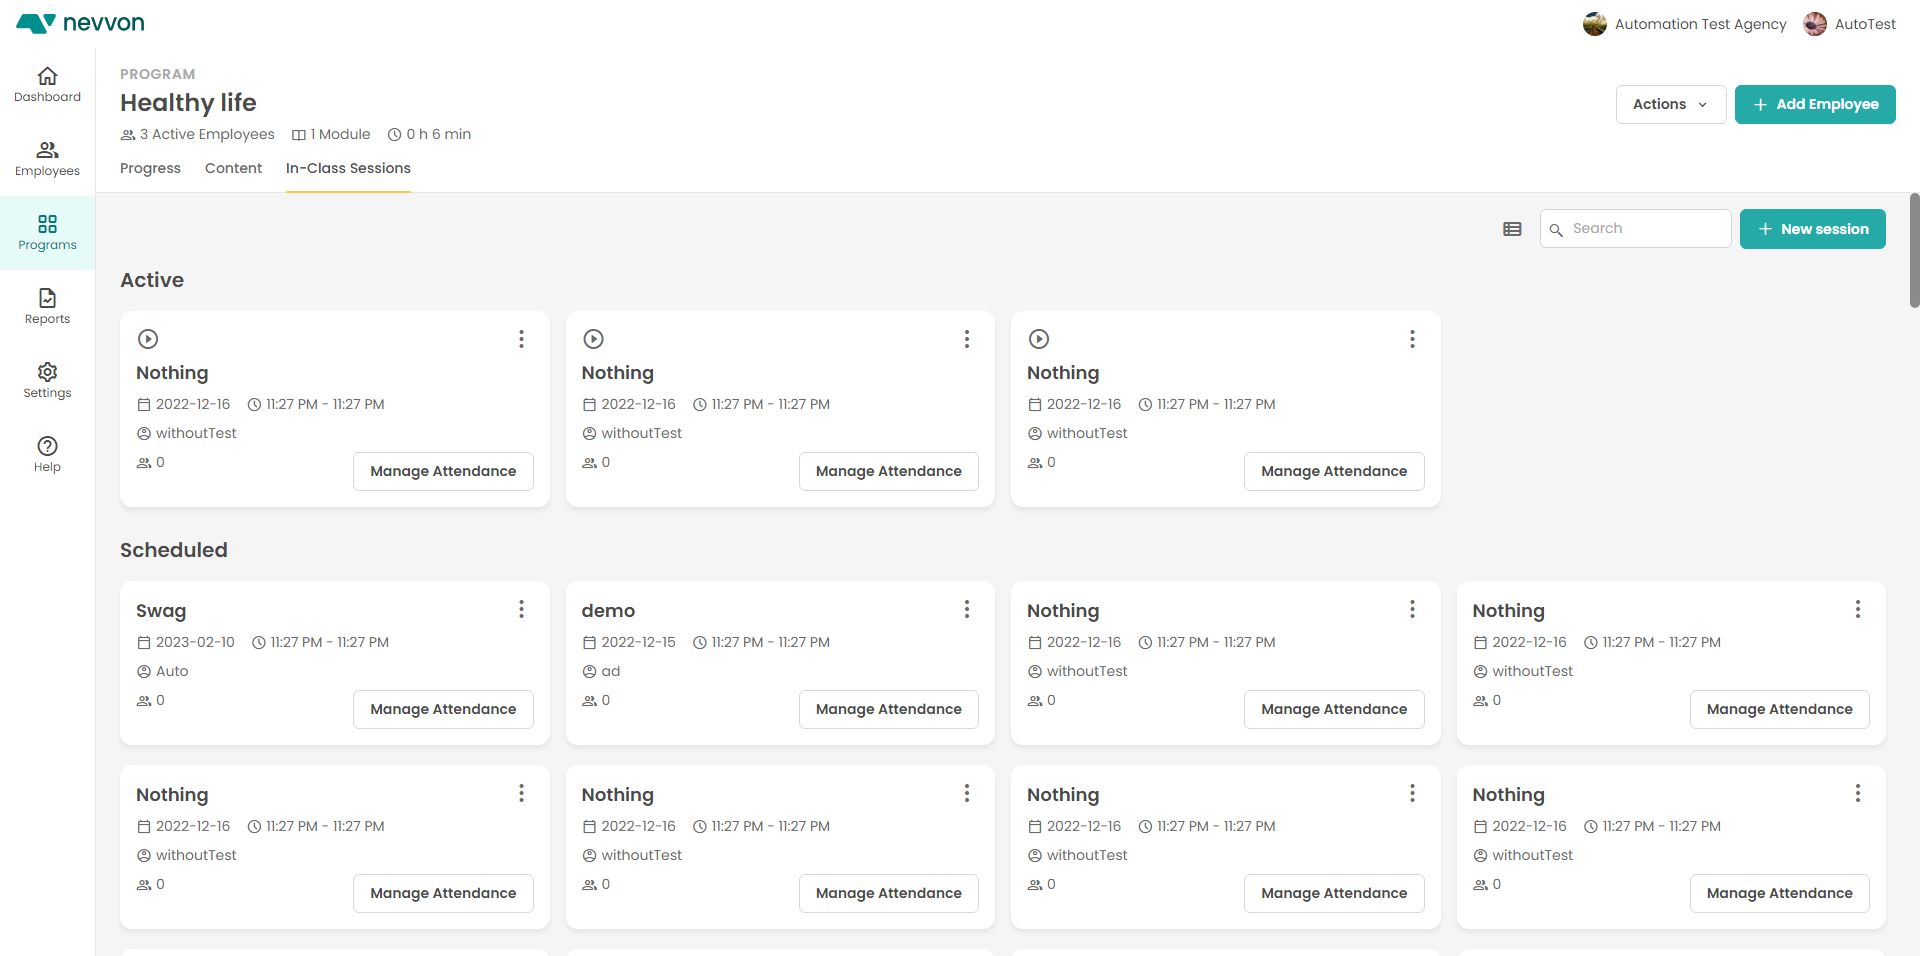 nevvon
Automation Test Agency
AutoTest
Dashboard
Employees
Programs
Reports
Settings
Help
PROGRAM
Healthy life
3 Active Employees 1 Module 0 h 6 min
Actions
Add Employee
Progress Content In-Class Sessions
Search
New session
Active
Nothing
2022-12-16 11:27 PM - 11:27 PM
withoutTest
0
Manage Attendance
Nothing
2022-12-16 11:27 PM - 11:27 PM
withoutTest
0
Manage Attendance
Nothing
2022-12-16 11:27 PM - 11:27 PM
withoutTest
0
Manage Attendance
Scheduled
Swag
2023-02-10 11:27 PM - 11:27 PM
Auto
0
Manage Attendance
demo
2022-12-15 11:27 PM - 11:27 PM
ad
0
Manage Attendance
Nothing
2022-12-16 11:27 PM - 11:27 PM
withoutTest
0
Manage Attendance
Nothing
2022-12-16 11:27 PM - 11:27 PM
withoutTest
0
Manage Attendance
Nothing
2022-12-16 11:27 PM - 11:27 PM
withoutTest
0
Manage Attendance
Nothing
2022-12-16 11:27 PM - 11:27 PM
withoutTest
0
Manage Attendance
Nothing
2022-12-16 11:27 PM - 11:27 PM
withoutTest
0
Manage Attendance
Nothing
2022-12-16 11:27 PM - 11:27 PM
withoutTest
0
Manage Attendance